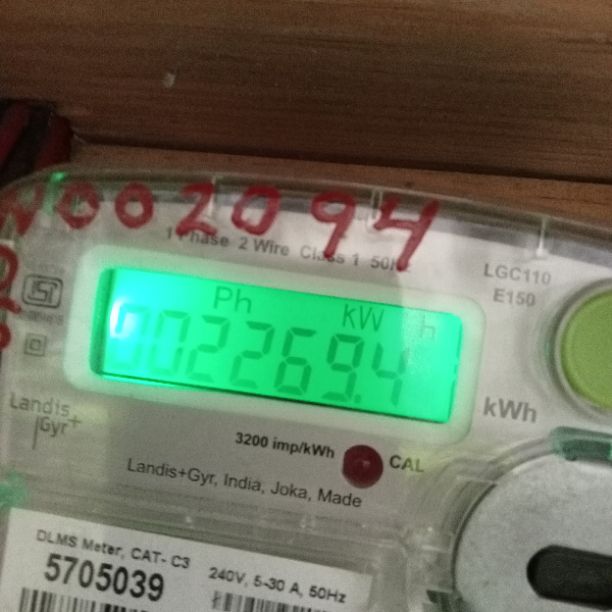 N002094
1 Phase 2 Wire Class 1 50Hz
LGC110
E150
Ph kW h
002269.4
kWh
Landis
Gyr+
3200 imp/kWh
CAL
Landis+Gyr, India, Joka, Made
DLMS Meter, CAT- C3
5705039
240V, 5-30 A, 50Hz